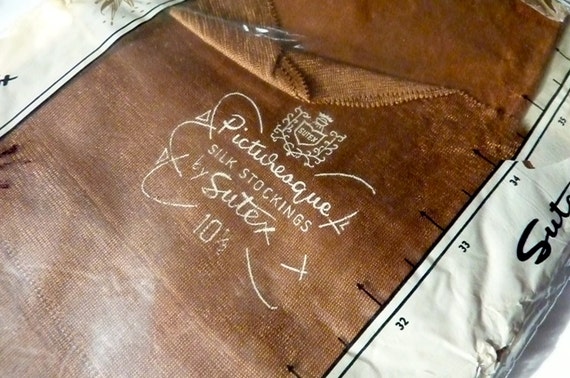 SUTEX
Picturesque
SILK STOCKINGS
by Sutex
10½
32
33
34
35
Sute
x